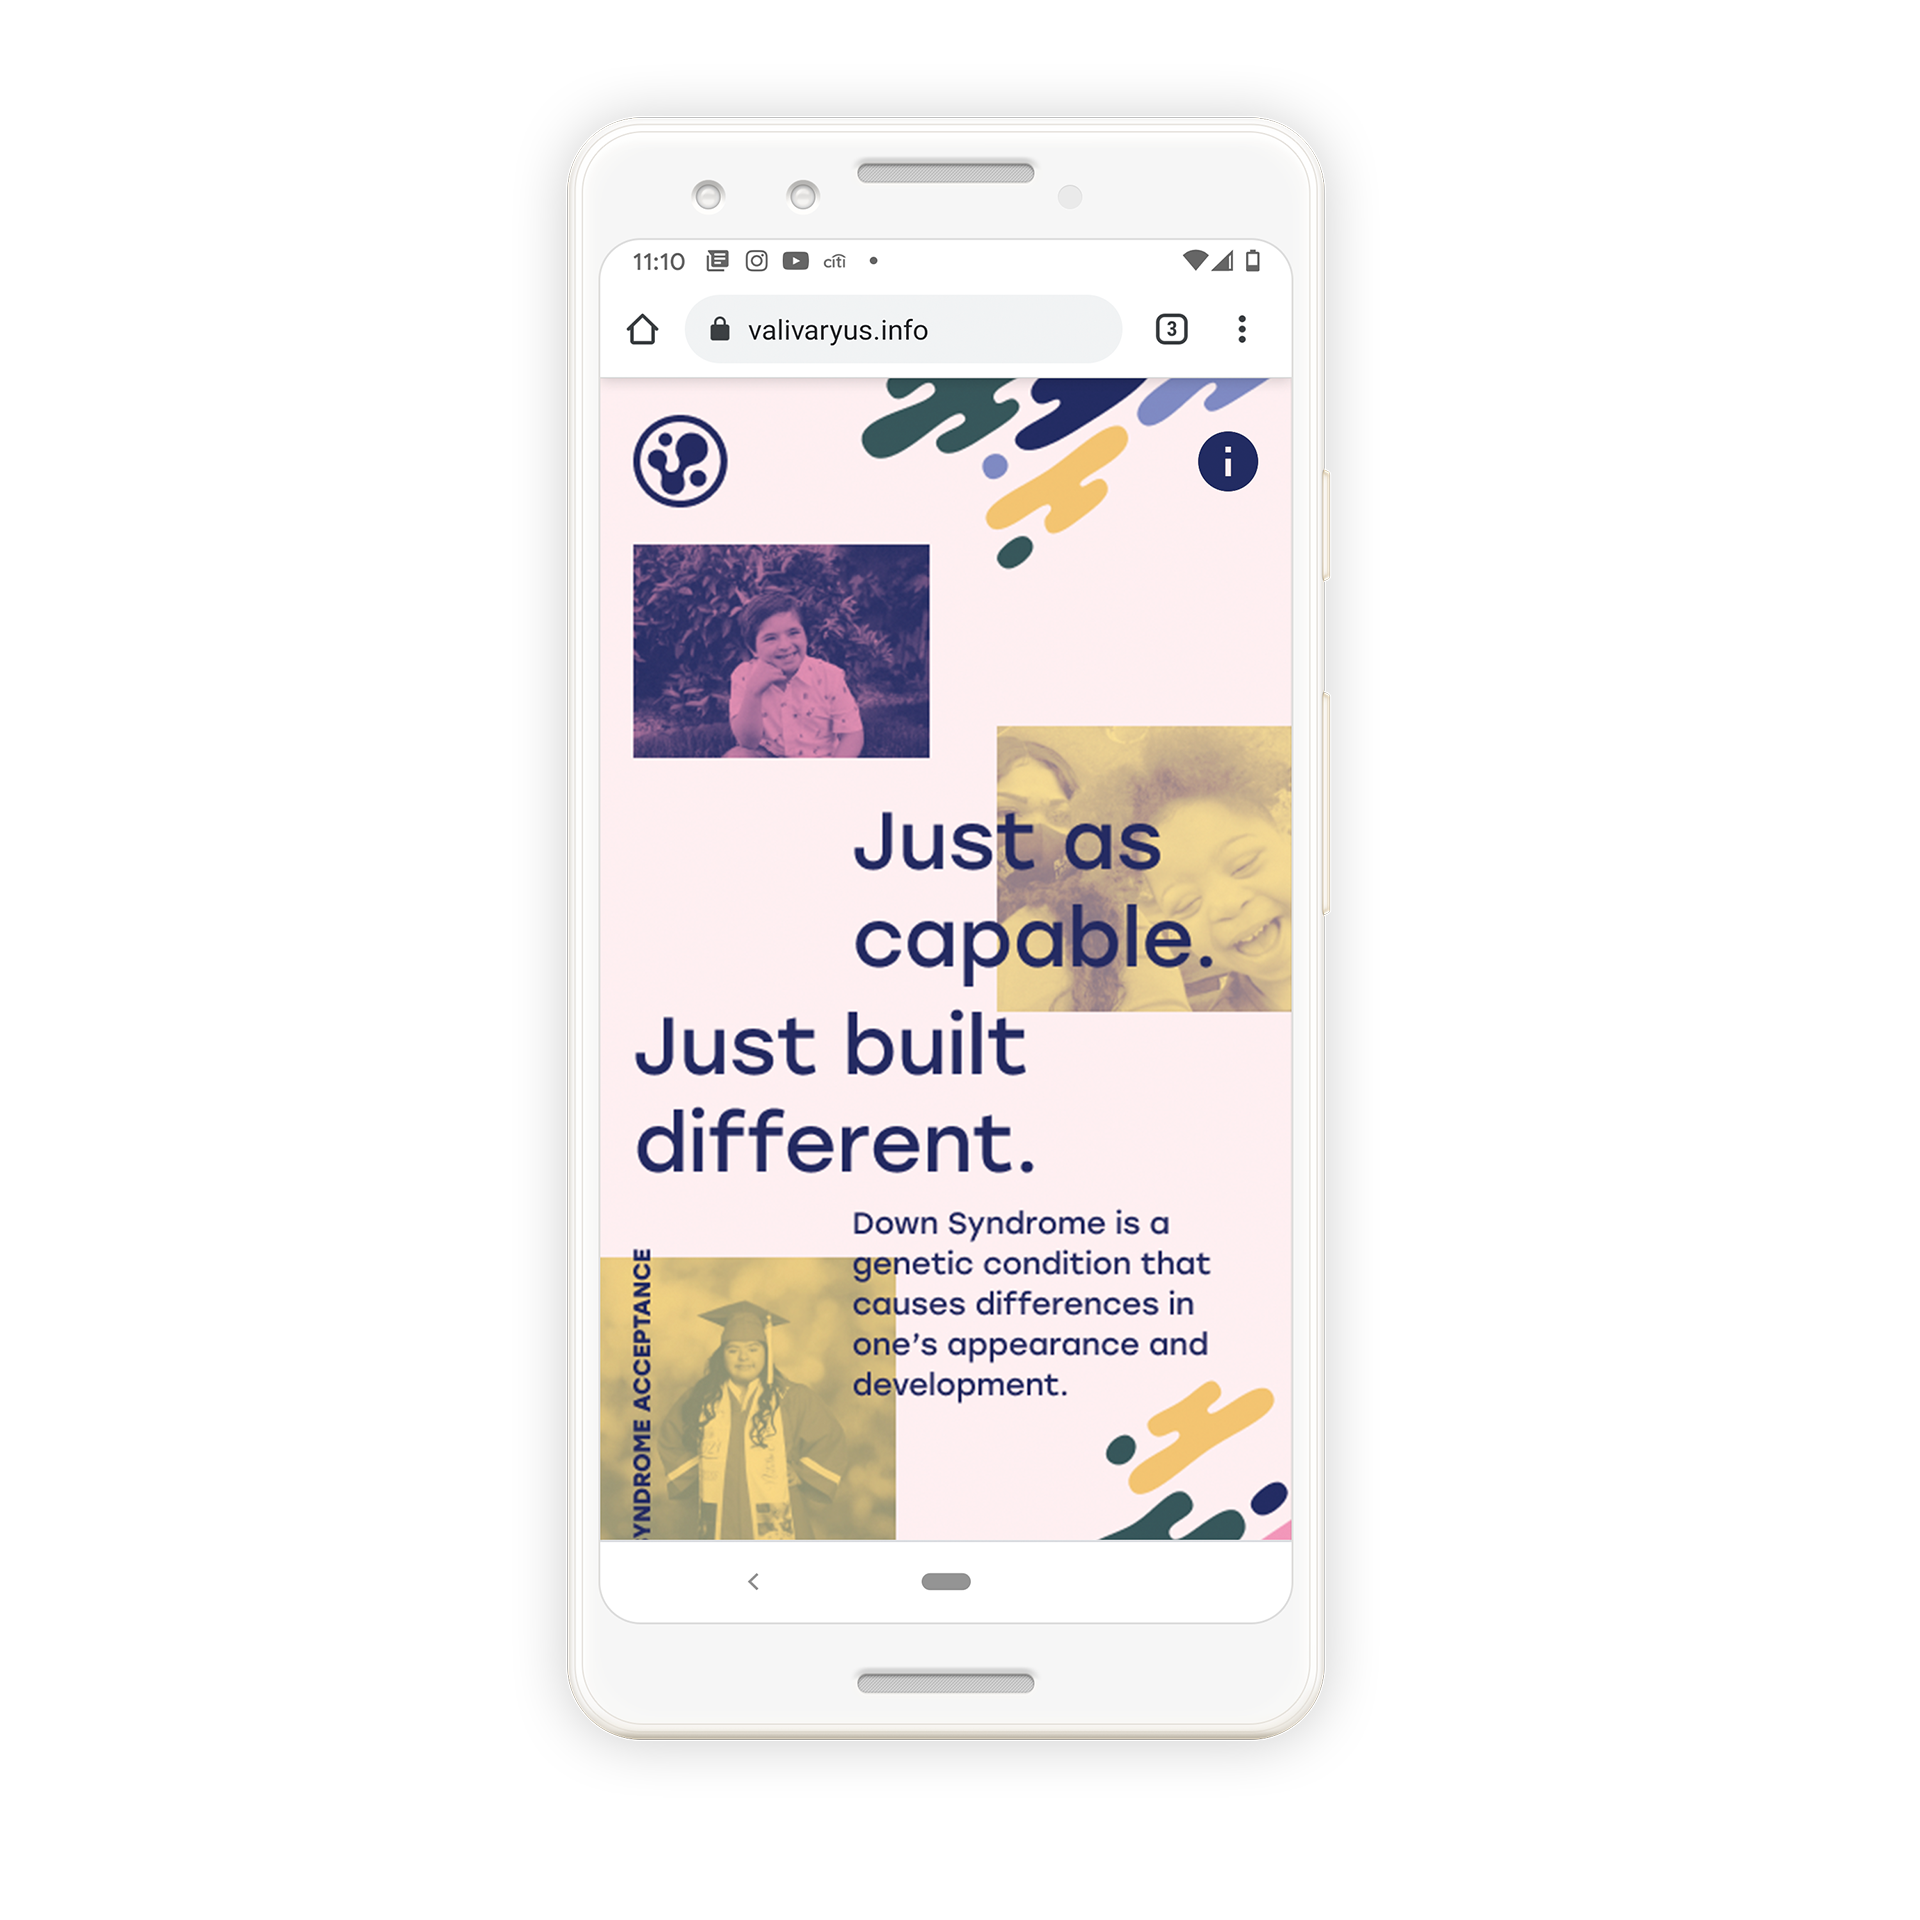 11:10 citi
valivaryus.info 3
i
Just as
capable.
Just built
different.
Down Syndrome is a
genetic condition that
causes differences in
one’s appearance and
development.
YNDROME ACCEPTANCE